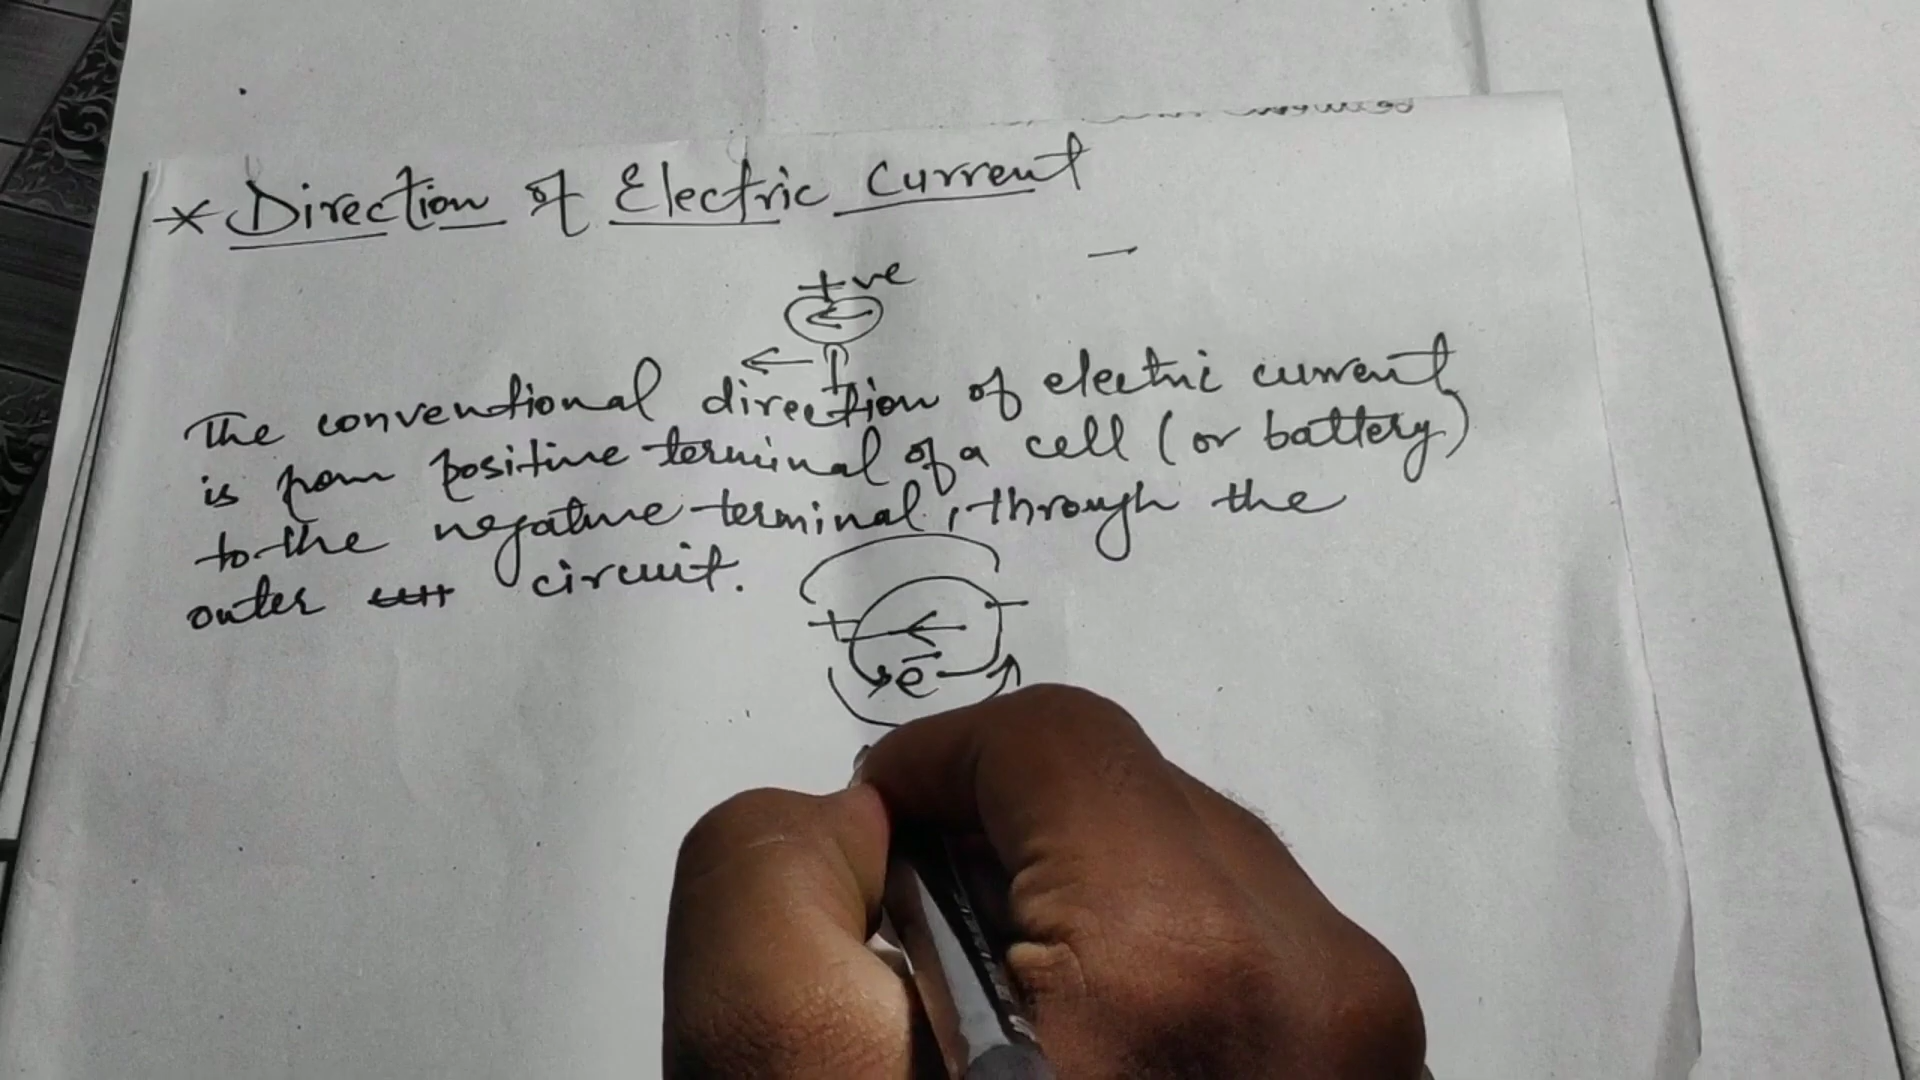 * Direction of Electric Current
+ve
The conventional direction of electric current
is from positive terminal of a cell (or battery)
to the negative terminal, through the
outer circuit.
+ -
e